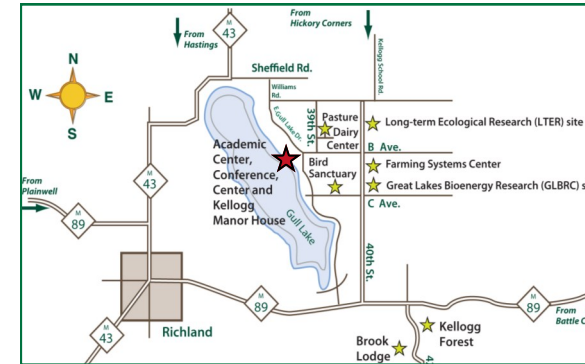 From
Hickory Corners
M
43
From
Hastings
Kellogg School Rd.
Sheffield Rd.
N
W
E
S
Williams
Rd.
E. Gull Lake Dr.
39th St.
Pasture
Dairy
Center
Long-term Ecological Research (LTER) site
B Ave.
Academic
Center,
Conference,
Center and
Kellogg
Manor House
Bird
Sanctuary
Farming Systems Center
Great Lakes Bioenergy Research (GLBRC) s
C Ave.
From
Plainwell
M
43
M
89
Gull Lake
40th St.
M
89
M
89
From
Battle C
M
43
Richland
Kellogg
Forest
Brook
Lodge